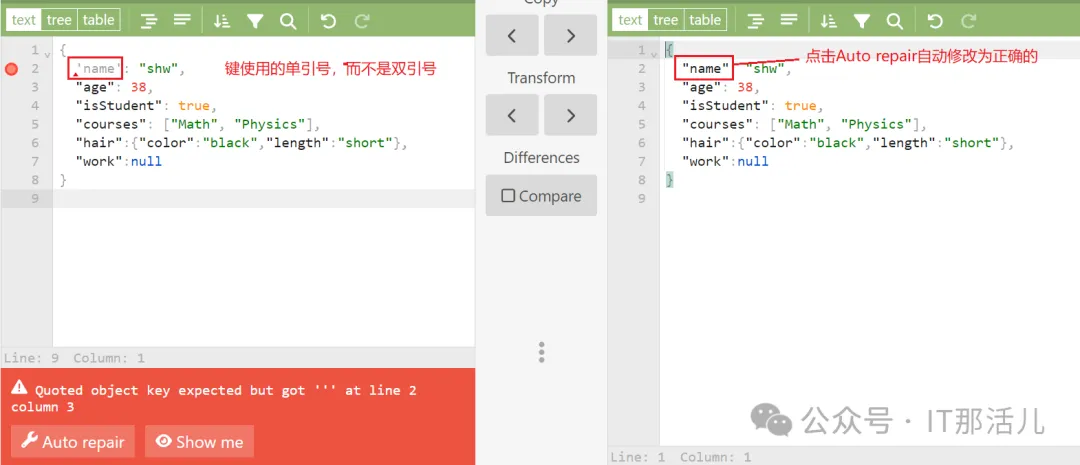 text tree table
1 {
2 'name': "shw",
键使用的单引号，而不是双引号
3 "age": 38,
4 "isStudent": true,
5 "courses": ["Math", "Physics"],
6 "hair":{"color":"black","length":"short"},
7 "work":null
8 }
9
Line: 9 Column: 1
Quoted object key expected but got ''' at line 2
column 3
Auto repair Show me
Copy
Transform
Differences
Compare
text tree table
1 {
2 "name" "shw",
点击Auto repair自动修改为正确的
3 "age": 38,
4 "isStudent": true,
5 "courses": ["Math", "Physics"],
6 "hair":{"color":"black","length":"short"},
7 "work":null
8 }
9
公众号 · IT那活儿
Line: 1 Column: 1